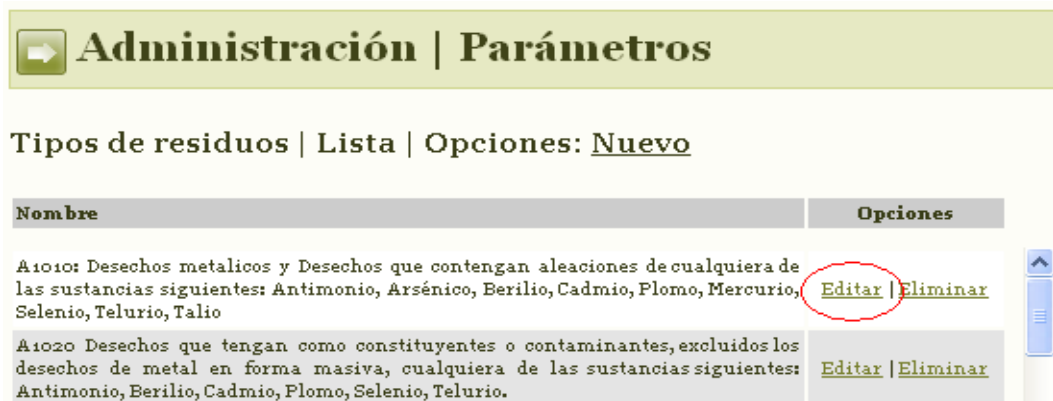 Administración | Parámetros
Tipos de residuos | Lista | Opciones: Nuevo
Nombre Opciones
A1010: Desechos metalicos y Desechos que contengan aleaciones de cualquiera de
las sustancias siguientes: Antimonio, Arsénico, Berilio, Cadmio, Plomo, Mercurio,
Selenio, Telurio, Talio
Editar | Eliminar
A1020 Desechos que tengan como constituyentes o contaminantes, excluidos los
desechos de metal en forma masiva, cualquiera de las sustancias siguientes:
Antimonio, Berilio, Cadmio, Plomo, Selenio, Telurio.
Editar | Eliminar